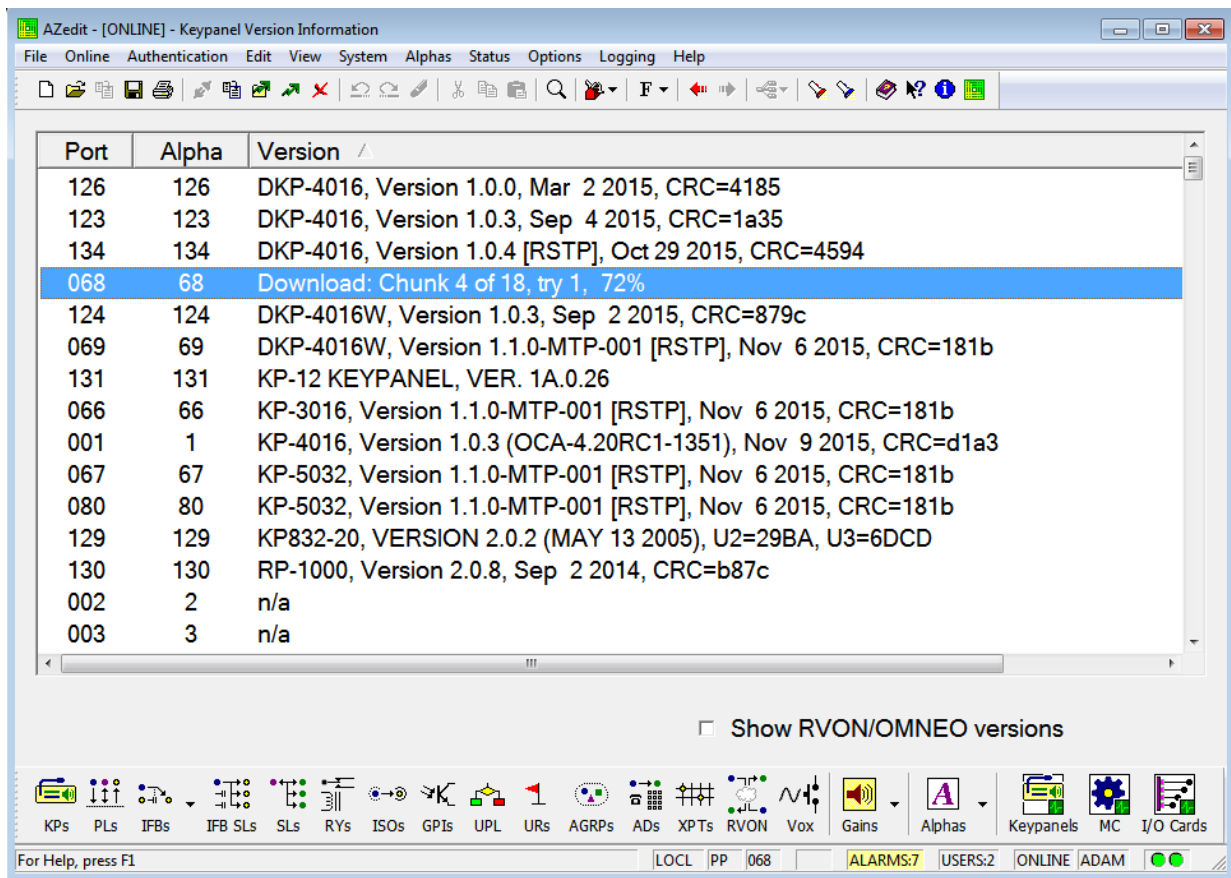 AZedit - [ONLINE] - Keypanel Version Information
File Online Authentication Edit View System Alphas Status Options Logging Help
F
Port Alpha Version
126 126 DKP-4016, Version 1.0.0, Mar 2 2015, CRC=4185
123 123 DKP-4016, Version 1.0.3, Sep 4 2015, CRC=1a35
134 134 DKP-4016, Version 1.0.4 [RSTP], Oct 29 2015, CRC=4594
068 68 Download: Chunk 4 of 18, try 1, 72%
124 124 DKP-4016W, Version 1.0.3, Sep 2 2015, CRC=879c
069 69 DKP-4016W, Version 1.1.0-MTP-001 [RSTP], Nov 6 2015, CRC=181b
131 131 KP-12 KEYPANEL, VER. 1A.0.26
066 66 KP-3016, Version 1.1.0-MTP-001 [RSTP], Nov 6 2015, CRC=181b
001 1 KP-4016, Version 1.0.3 (OCA-4.20RC1-1351), Nov 9 2015, CRC=d1a3
067 67 KP-5032, Version 1.1.0-MTP-001 [RSTP], Nov 6 2015, CRC=181b
080 80 KP-5032, Version 1.1.0-MTP-001 [RSTP], Nov 6 2015, CRC=181b
129 129 KP832-20, VERSION 2.0.2 (MAY 13 2005), U2=29BA, U3=6DCD
130 130 RP-1000, Version 2.0.8, Sep 2 2014, CRC=b87c
002 2 n/a
003 3 n/a
Show RVON/OMNEO versions
A
KPs PLs IFBs IFB SLs SLs RYs ISOs GPIs UPL URs AGRPs ADs XPTs RVON Vox Gains Alphas Keypanels MC I/O Cards
For Help, press F1 LOCL PP 068 ALARMS:7 USERS:2 ONLINE ADAM